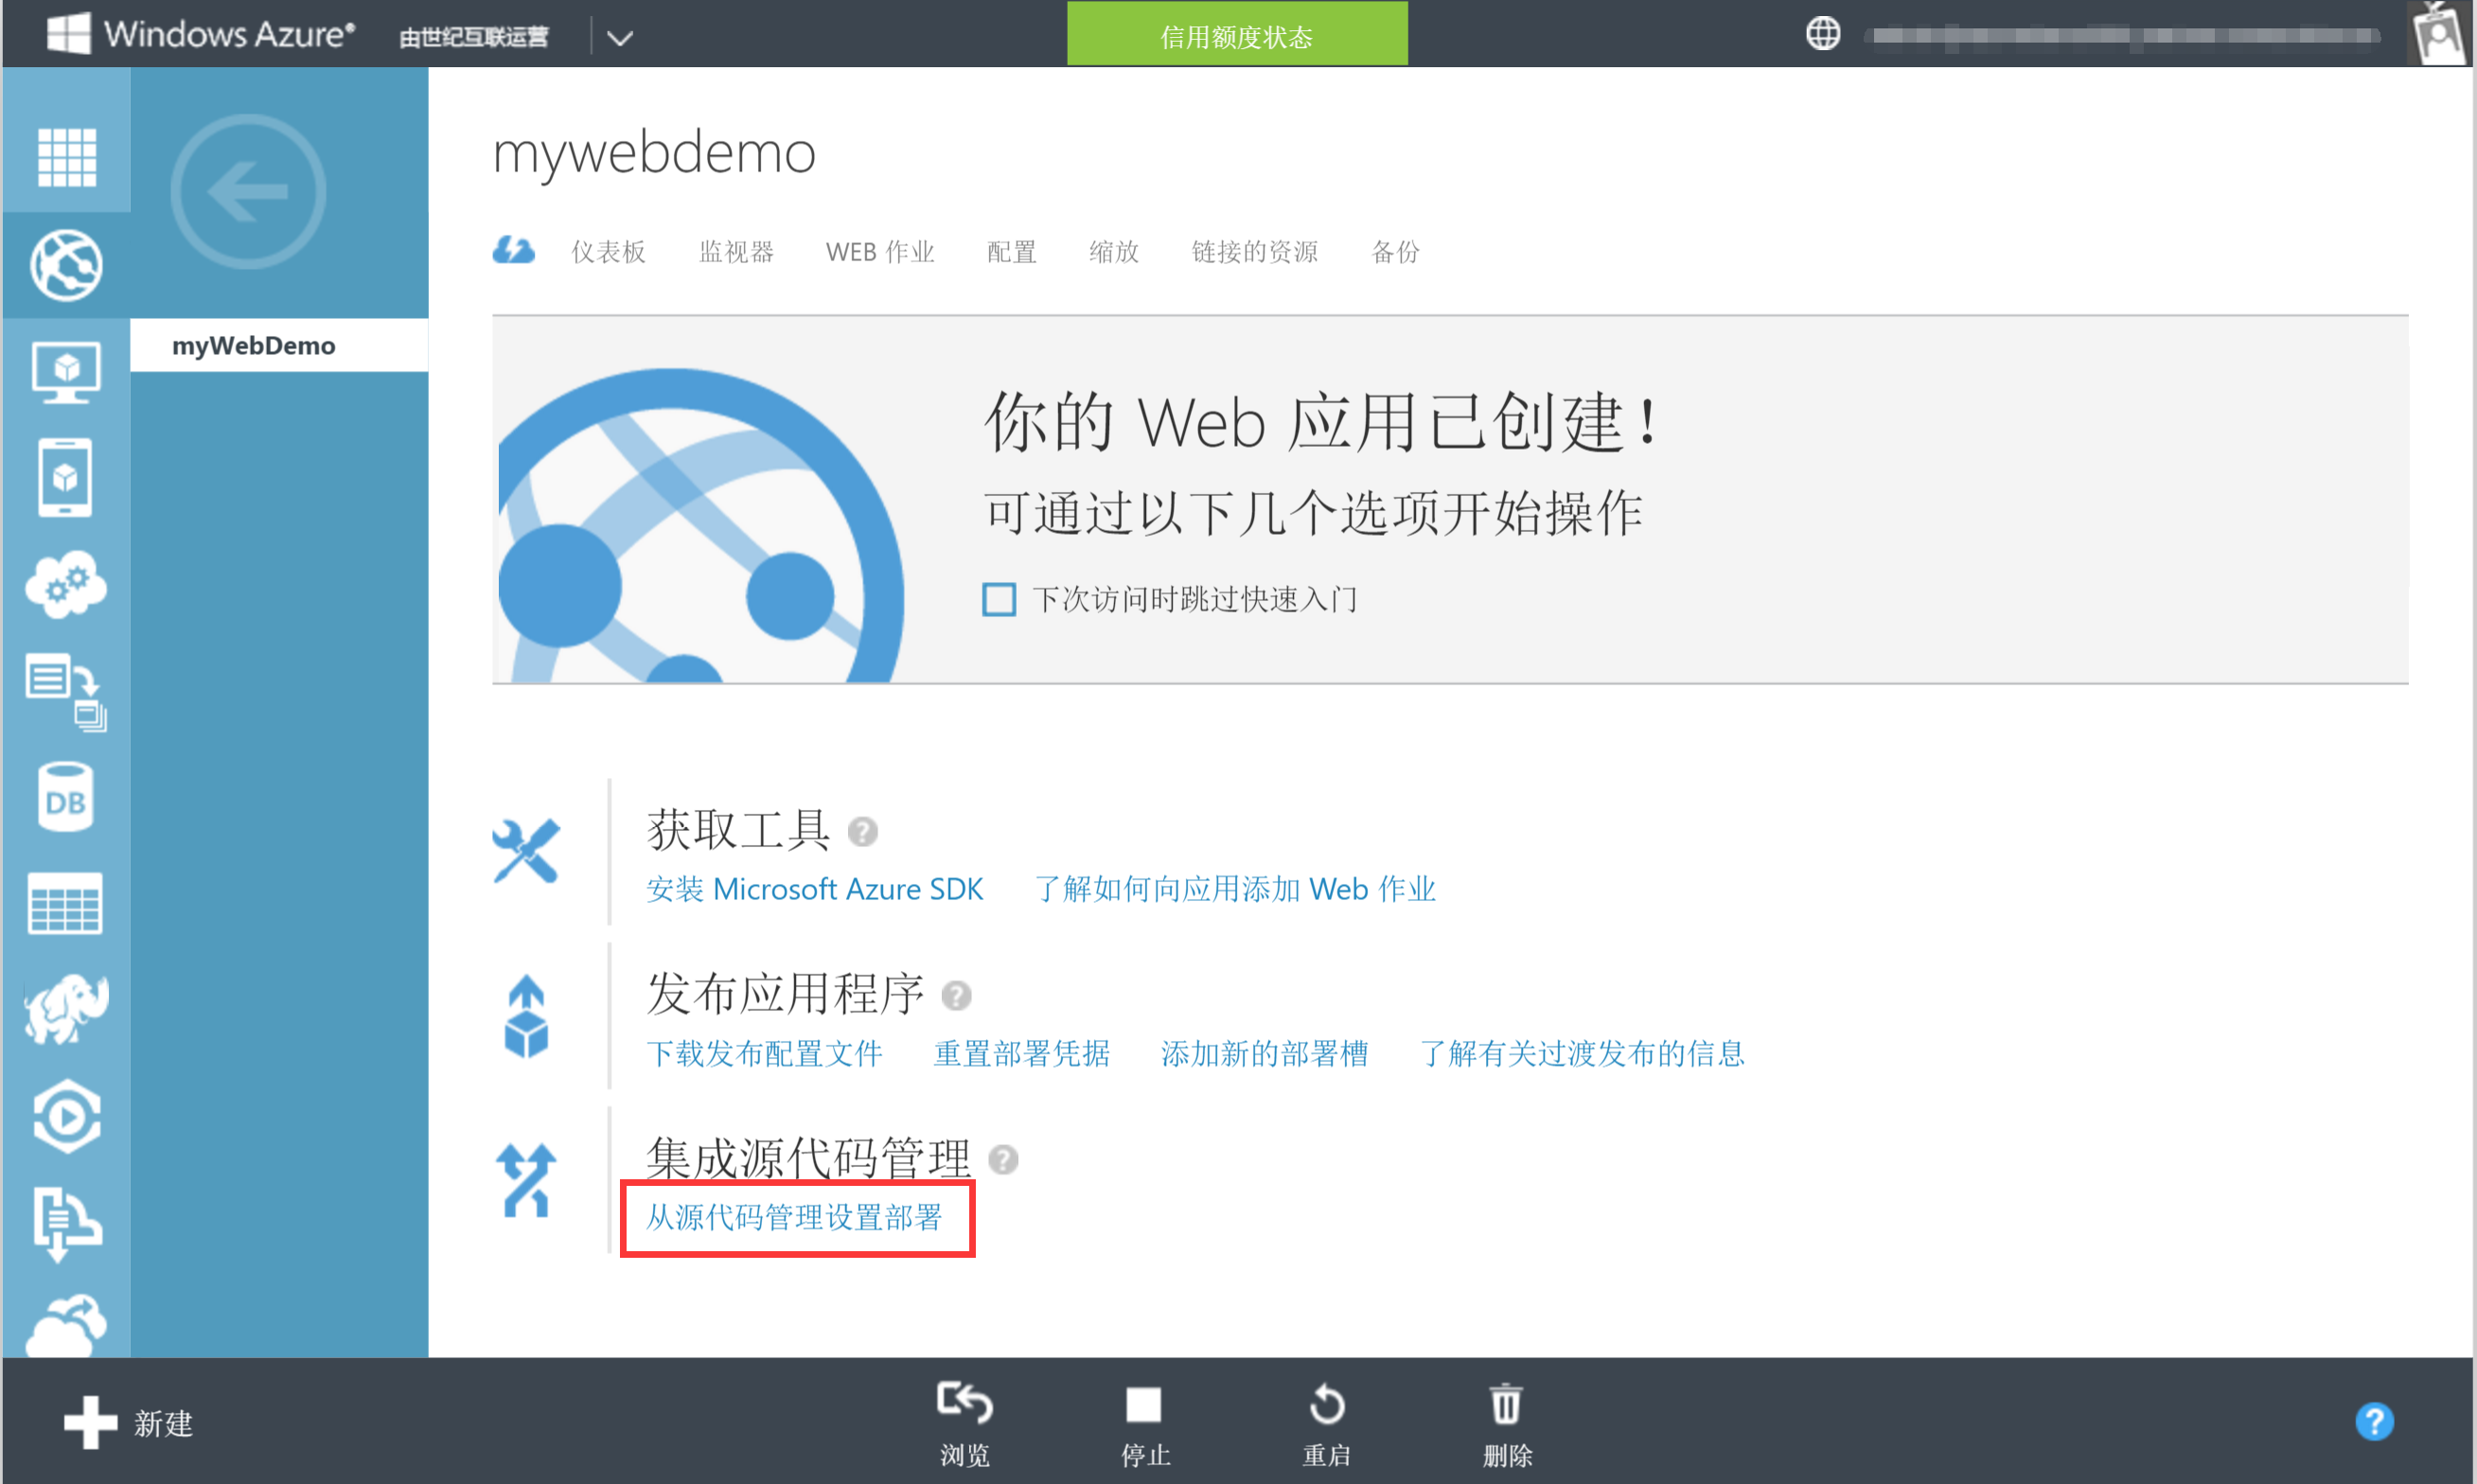 Windows Azure® 由世纪互联运营
信用额度状态
myWebDemo
mywebdemo
仪表板 监视器 WEB 作业 配置 缩放 链接的资源 备份
你的 Web 应用已创建！
可通过以下几个选项开始操作
下次访问时跳过快速入门
DB
获取工具 ?
安装 Microsoft Azure SDK 了解如何向应用添加 Web 作业
发布应用程序 ?
下载发布配置文件 重置部署凭据 添加新的部署槽 了解有关过渡发布的信息
集成源代码管理 ?
从源代码管理设置部署
新建
浏览 停止 重启 删除
?